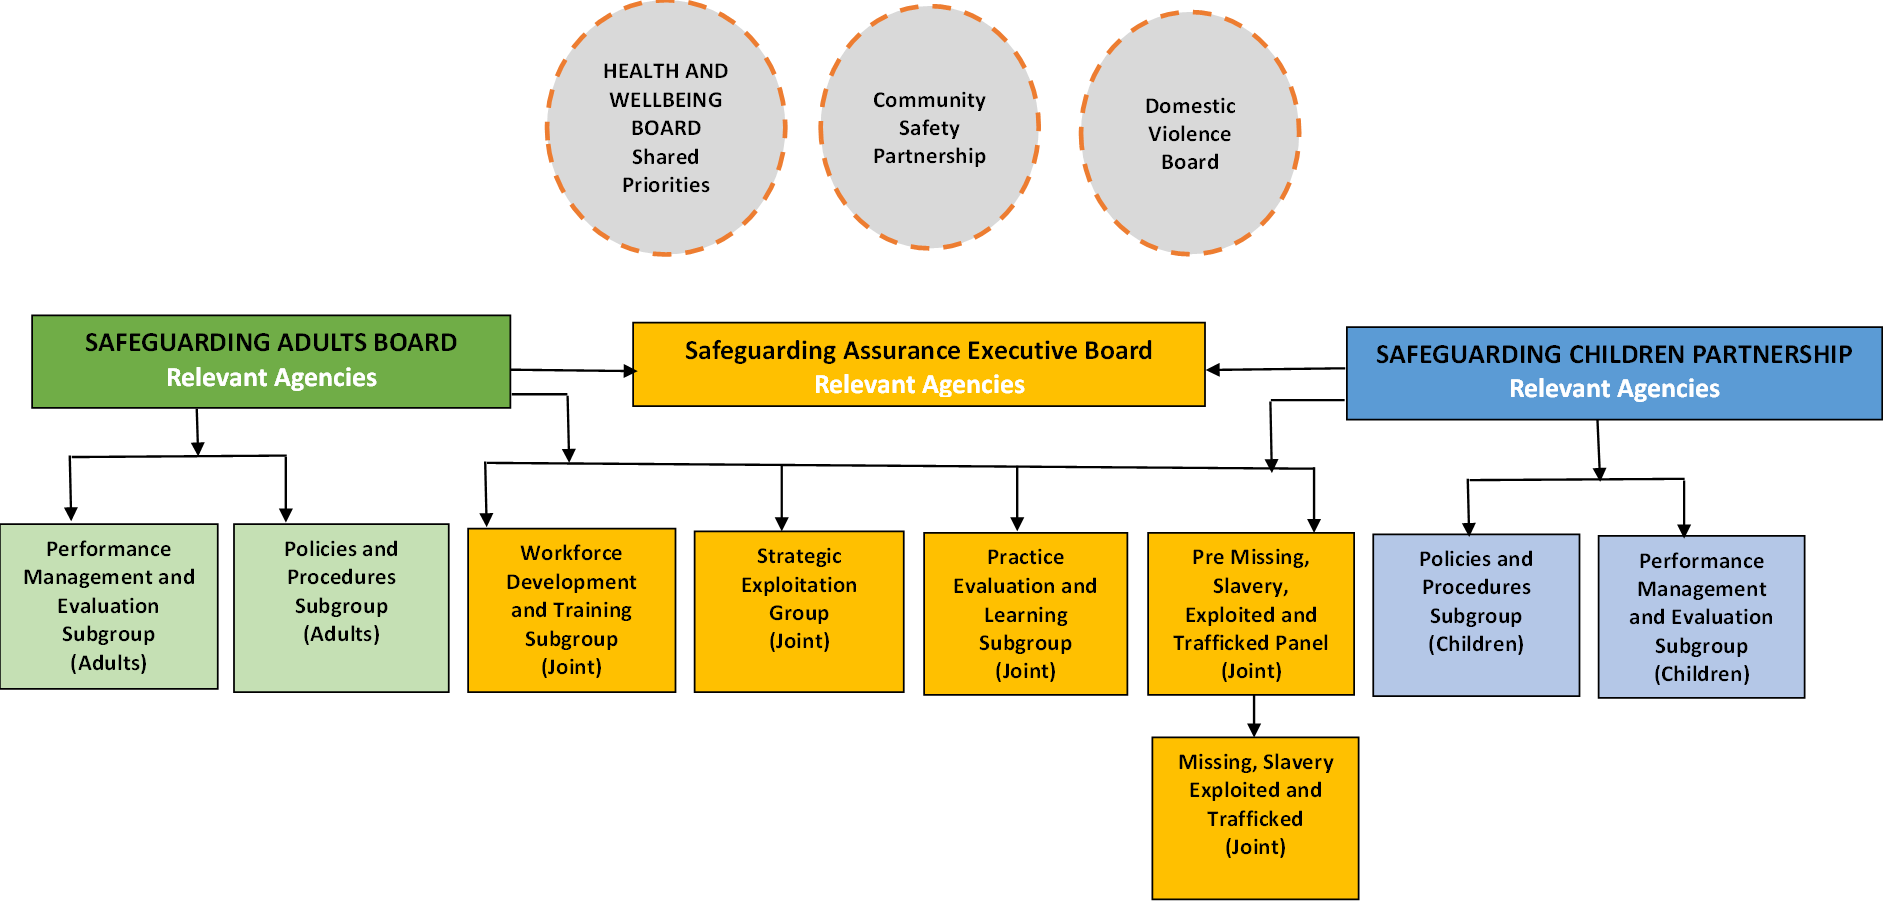 HEALTH AND
WELLBEING
BOARD
Shared
Priorities
Community
Safety
Partnership
Domestic
Violence
Board
SAFEGUARDING ADULTS BOARD
Relevant Agencies
Safeguarding Assurance Executive Board
Relevant Agencies
SAFEGUARDING CHILDREN PARTNERSHIP
Relevant Agencies
Performance
Management and
Evaluation
Subgroup
(Adults)
Policies and
Procedures
Subgroup
(Adults)
Workforce
Development
and Training
Subgroup
(Joint)
Strategic
Exploitation
Group
(Joint)
Practice
Evaluation and
Learning
Subgroup
(Joint)
Pre Missing,
Slavery,
Exploited and
Trafficked Panel
(Joint)
Policies and
Procedures
Subgroup
(Children)
Performance
Management
and Evaluation
Subgroup
(Children)
Missing, Slavery
Exploited and
Trafficked
(Joint)